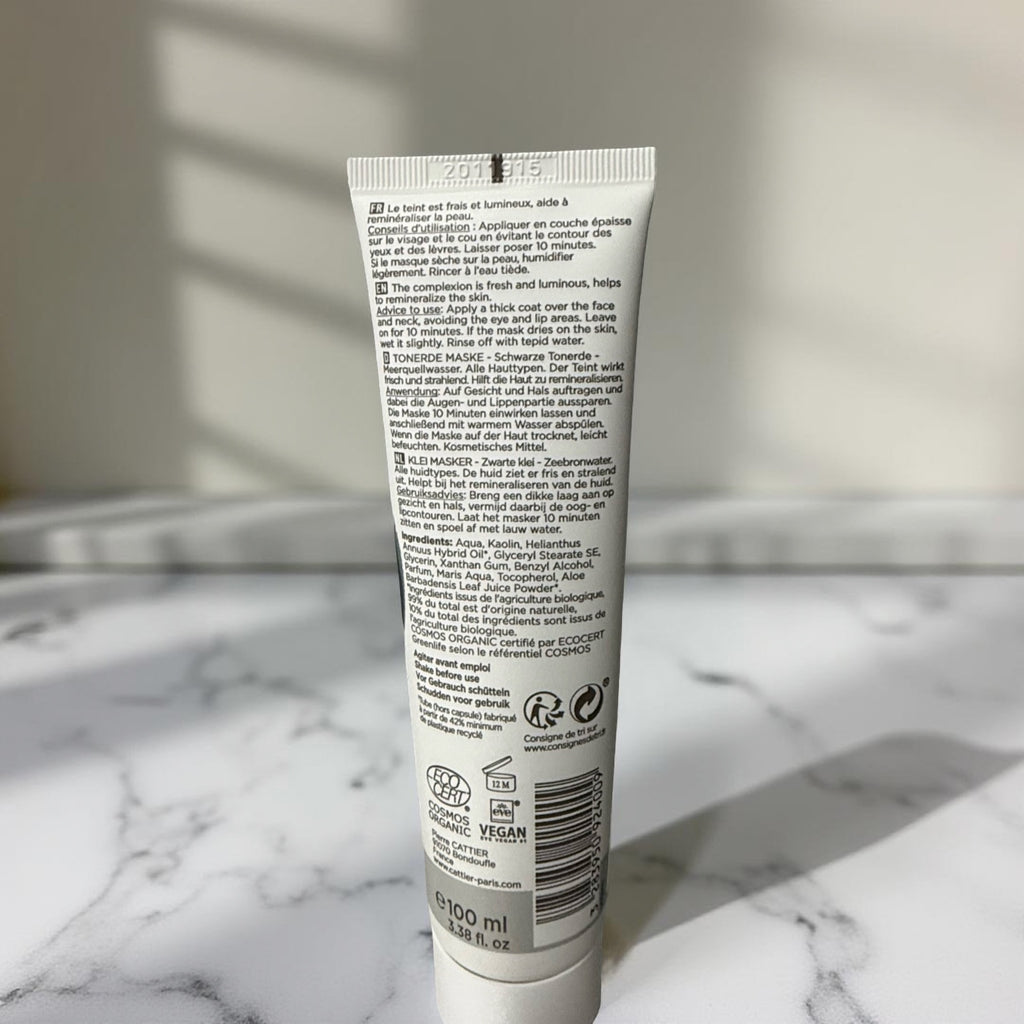 2011315
FR Le teint est frais et lumineux, aide à
reminéraliser la peau.
Conseils d'utilisation : Appliquer en couche épaisse
sur le visage et le cou en évitant le contour des
yeux et des lèvres. Laisser poser 10 minutes.
Si le masque sèche sur la peau, humidifier
légèrement. Rincer à l'eau tiède.
EN The complexion is fresh and luminous, helps
to remineralize the skin.
Advice to use: Apply a thick coat over the face
and neck, avoiding the eye and lip areas. Leave
on for 10 minutes. If the mask dries on the skin,
wet it slightly. Rinse off with tepid water.
D TONERDE MASKE - Schwarze Tonerde -
Meerquellwasser. Alle Hauttypen. Der Teint wirkt
frisch und strahlend. Hilft die Haut zu remineralisieren.
Anwendung: Auf Gesicht und Hals auftragen und
dabei die Augen- und Lippenpartie aussparen.
Die Maske 10 Minuten einwirken lassen und
anschließend mit warmem Wasser abspülen.
Wenn die Maske auf der Haut trocknet, leicht
befeuchten. Kosmetisches Mittel.
NL KLEI MASKER - Zwarte klei - Zeebronwater.
Alle huidtypes. De huid ziet er fris en stralend
uit. Helpt bij het remineraliseren van de huid.
Gebruiksadvies: Breng een dikke laag aan op
gezicht en hals, vermijd daarbij de oog- en
lipcontouren. Laat het masker 10 minuten
zitten en spoel af met lauw water.
Ingredients: Aqua, Kaolin, Helianthus
Annuus Hybrid Oil*, Glyceryl Stearate SE,
Glycerin, Xanthan Gum, Benzyl Alcohol,
Parfum, Maris Aqua, Tocopherol, Aloe
Barbadensis Leaf Juice Powder*.
*Ingrédients issus de l'agriculture biologique,
99% du total est d'origine naturelle,
10% du total des ingrédients sont issus de
l'agriculture biologique.
COSMOS ORGANIC certifié par ECOCERT
Greenlife selon le référentiel COSMOS
Agiter avant emploi
Shake before use
Vor Gebrauch schütteln
Schudden voor gebruik
*Tube (hors capsule) fabriqué
à partir de 42% minimum
de plastique recyclé
Consigne de tri sur
www.consignesdetri.fr
ECO
CERT
COSMOS
ORGANIC
12 M
eve
VEGAN
EVE VEGAN 91
Pierre CATTIER
91070 Bondoufle
France
www.cattier-paris.com
3 283950 924009
e100 ml
3.38 fl. oz